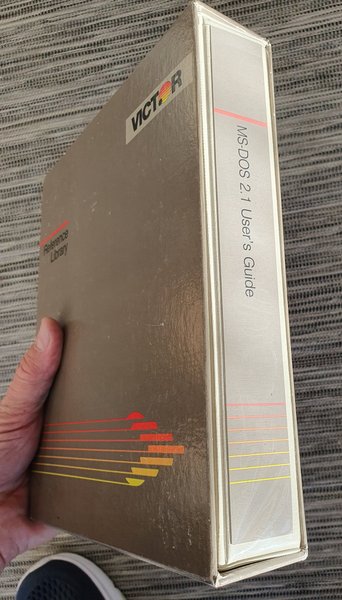 VICTOR
Reference
Library
MS-DOS 2.1 User's Guide